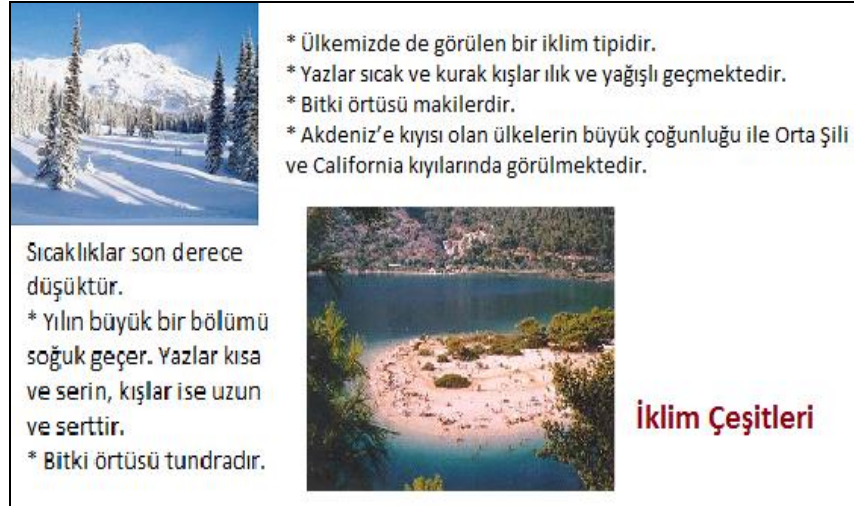 * Ülkemizde de görülen bir iklim tipidir.
* Yazlar sıcak ve kurak kışlar ılık ve yağışlı geçmektedir.
* Bitki örtüsü makilerdir.
* Akdeniz’e kıyısı olan ülkelerin büyük çoğunluğu ile Orta Şili
ve California kıyılarında görülmektedir.
Sıcaklıklar son derece
düşüktür.
* Yılın büyük bir bölümü
soğuk geçer. Yazlar kısa
ve serin, kışlar ise uzun
ve serttir.
* Bitki örtüsü tundradır.
İklim Çeşitleri